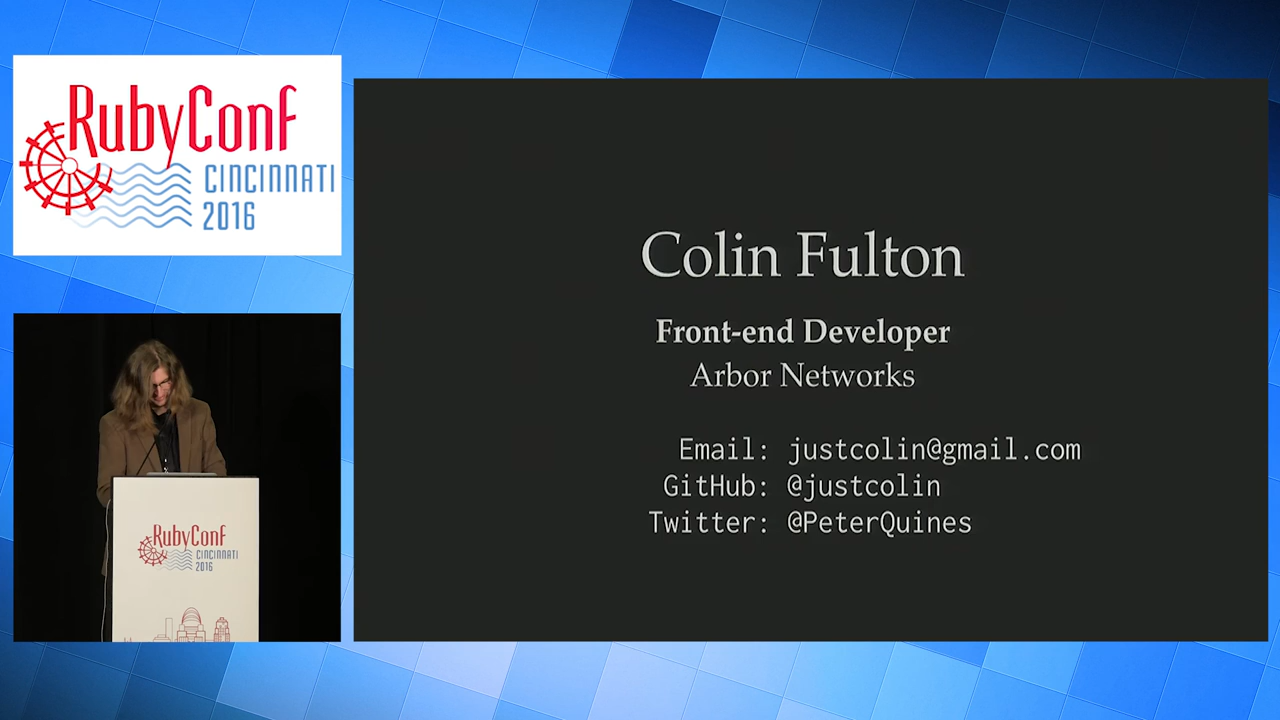 RubyConf
CINCINNATI
2016
Colin Fulton
Front-end Developer
Arbor Networks
Email: justcolin@gmail.com
GitHub: @justcolin
Twitter: @PeterQuines
RubyConf
CINCINNATI
2016